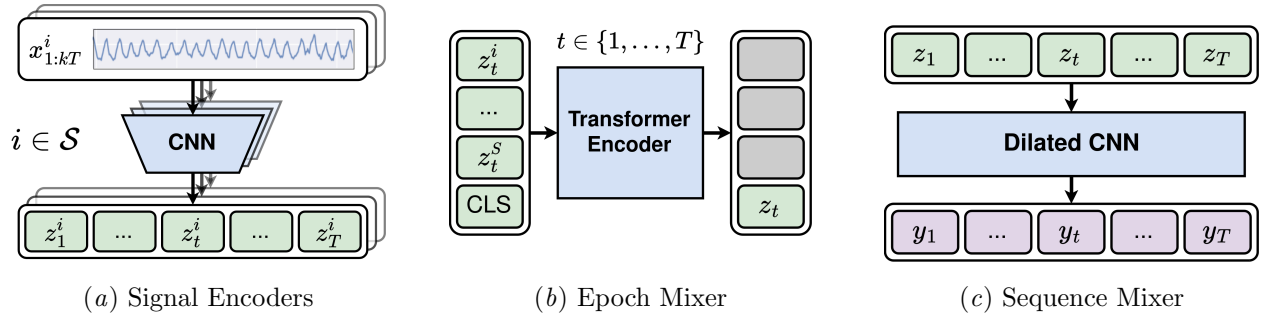 x^i_{1:kT}
i ∈ S
CNN
z^i_1 ... z^i_t ... z^i_T
(a) Signal Encoders
t ∈ {1, . . . , T}
z^i_t
...
z^S_t
CLS
Transformer
Encoder
z_t
(b) Epoch Mixer
z_1 ... z_t ... z_T
Dilated CNN
y_1 ... y_t ... y_T
(c) Sequence Mixer